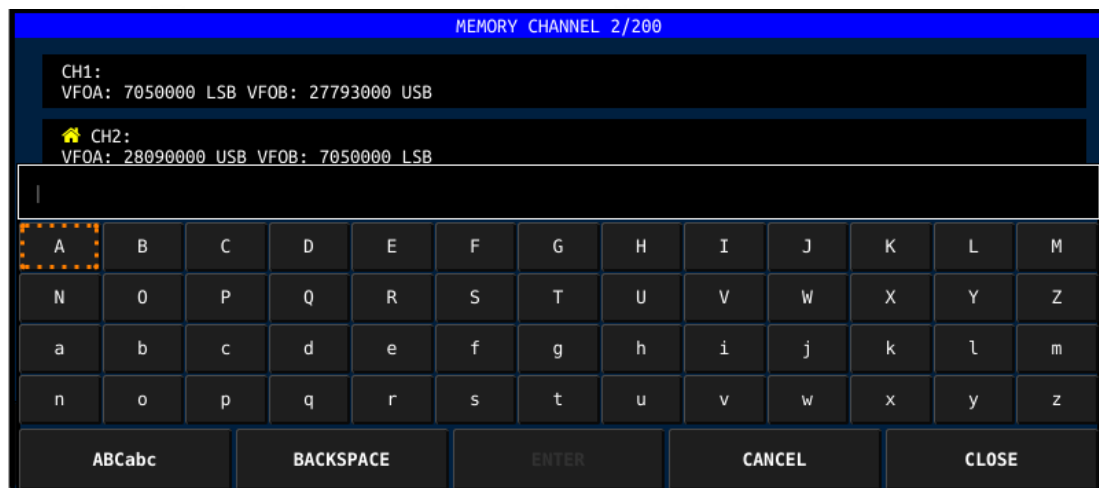 MEMORY CHANNEL 2/200
CH1:
VFOA: 7050000 LSB VFOB: 27793000 USB
CH2:
VFOA: 28090000 USB VFOB: 7050000 LSB
A B C D E F G H I J K L M
N O P Q R S T U V W X Y Z
a b c d e f g h i j k l m
n o p q r s t u v w x y z
ABCabc BACKSPACE ENTER CANCEL CLOSE